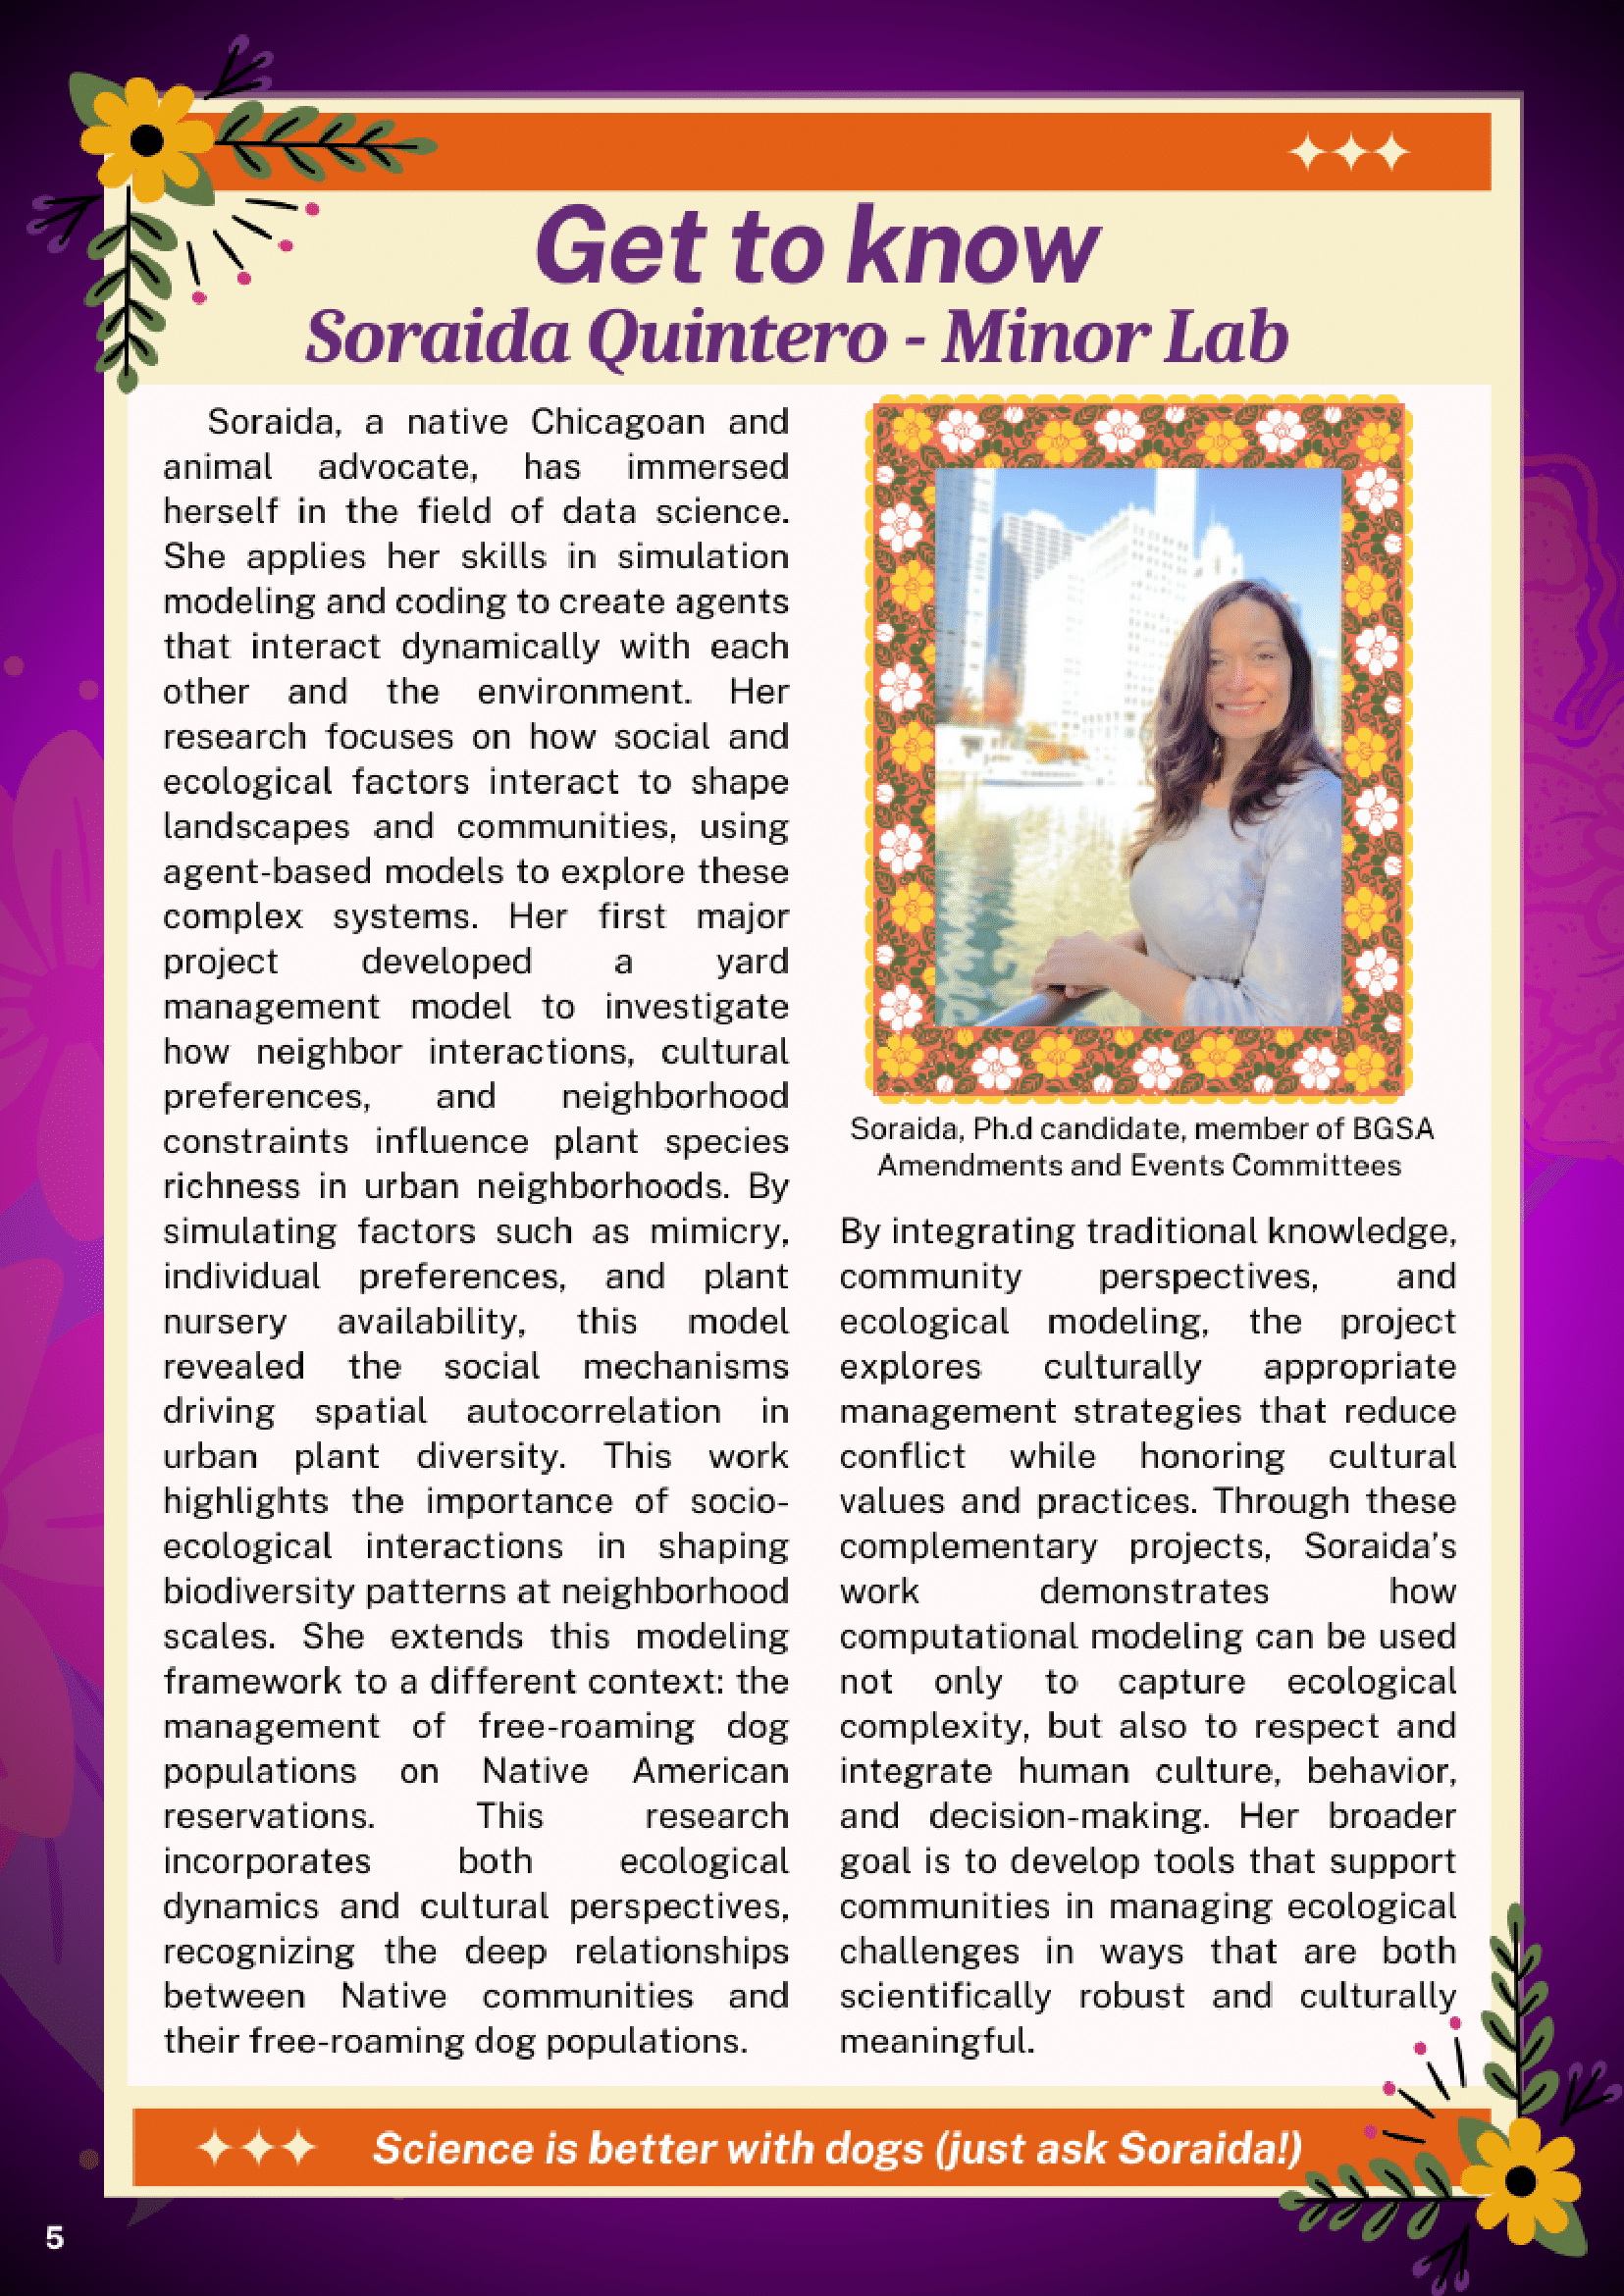 Get to know
Soraida Quintero - Minor Lab
Soraida, a native Chicagoan and
animal advocate, has immersed
herself in the field of data science.
She applies her skills in simulation
modeling and coding to create agents
that interact dynamically with each
other and the environment. Her
research focuses on how social and
ecological factors interact to shape
landscapes and communities, using
agent-based models to explore these
complex systems. Her first major
project developed a yard
management model to investigate
how neighbor interactions, cultural
preferences, and neighborhood
constraints influence plant species
richness in urban neighborhoods. By
simulating factors such as mimicry,
individual preferences, and plant
nursery availability, this model
revealed the social mechanisms
driving spatial autocorrelation in
urban plant diversity. This work
highlights the importance of socio-
ecological interactions in shaping
biodiversity patterns at neighborhood
scales. She extends this modeling
framework to a different context: the
management of free-roaming dog
populations on Native American
reservations. This research
incorporates both ecological
dynamics and cultural perspectives,
recognizing the deep relationships
between Native communities and
their free-roaming dog populations.
Soraida, Ph.d candidate, member of BGSA
Amendments and Events Committees
By integrating traditional knowledge,
community perspectives, and
ecological modeling, the project
explores culturally appropriate
management strategies that reduce
conflict while honoring cultural
values and practices. Through these
complementary projects, Soraida's
work demonstrates how
computational modeling can be used
not only to capture ecological
complexity, but also to respect and
integrate human culture, behavior,
and decision-making. Her broader
goal is to develop tools that support
communities in managing ecological
challenges in ways that are both
scientifically robust and culturally
meaningful.
Science is better with dogs (just ask Soraida!)
5